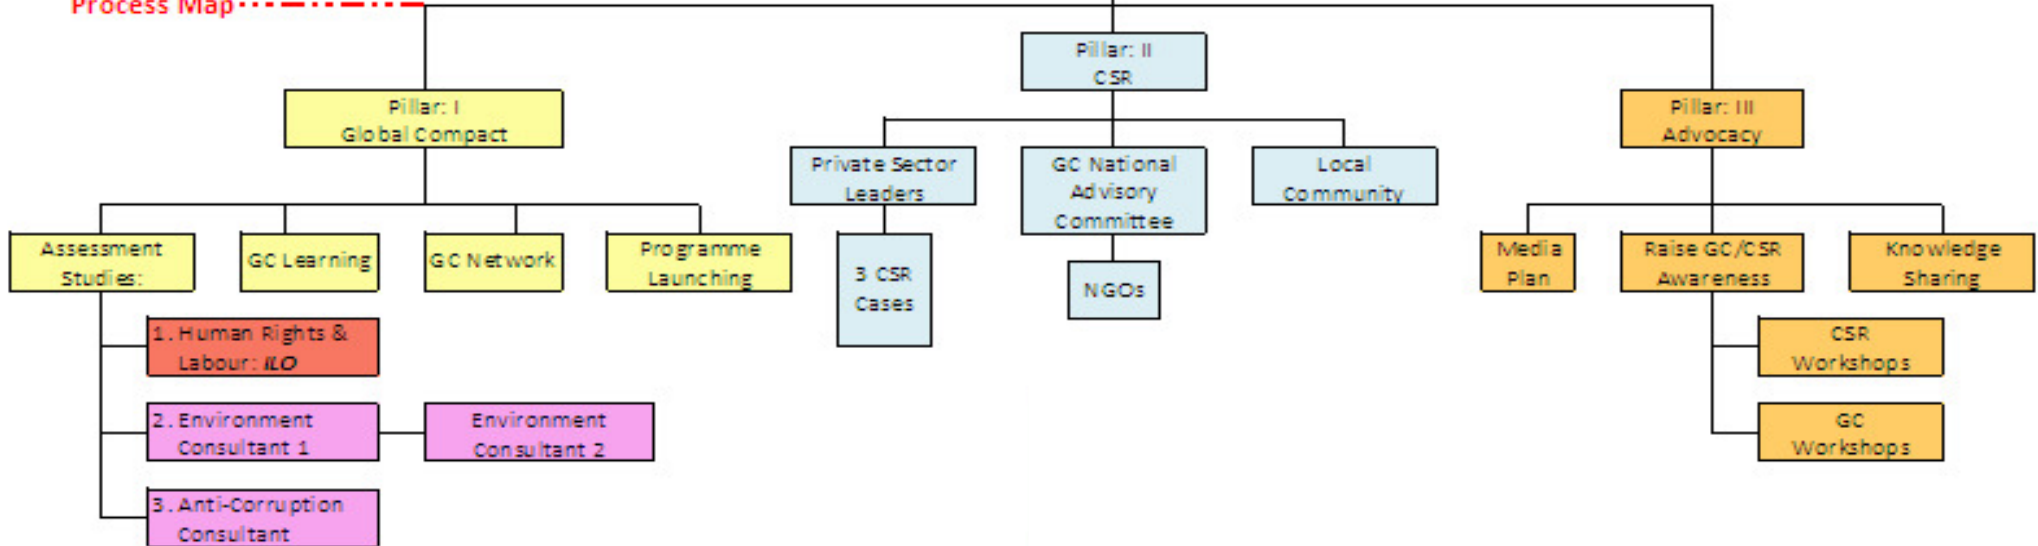 Process Map
Pillar: II
CSR
Pillar: I
Global Compact
Pillar: III
Advocacy
Private Sector
Leaders
GC National
Advisory
Committee
Local
Community
Assessment
Studies:
GC Learning
GC Network
Programme
Launching
3 CSR
Cases
NGOs
Media
Plan
Raise GC/CSR
Awareness
Knowledge
Sharing
1. Human Rights &
Labour: ILO
CSR
Workshops
2. Environment
Consultant 1
Environment
Consultant 2
GC
Workshops
3. Anti-Corruption
Consultant